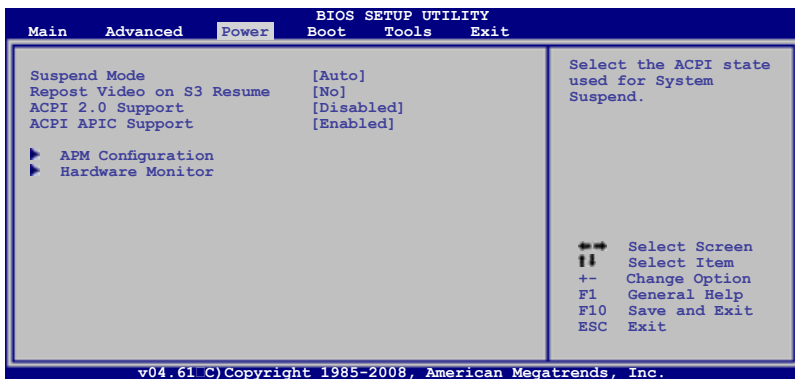 BIOS SETUP UTILITY
Main Advanced Power Boot Tools Exit
Suspend Mode [Auto]
Repost Video on S3 Resume [No]
ACPI 2.0 Support [Disabled]
ACPI APIC Support [Enabled]
APM Configuration
Hardware Monitor
Select the ACPI state
used for System
Suspend.
←→ Select Screen
↑↓ Select Item
+- Change Option
F1 General Help
F10 Save and Exit
ESC Exit
v04.61□C)Copyright 1985-2008, American Megatrends, Inc.